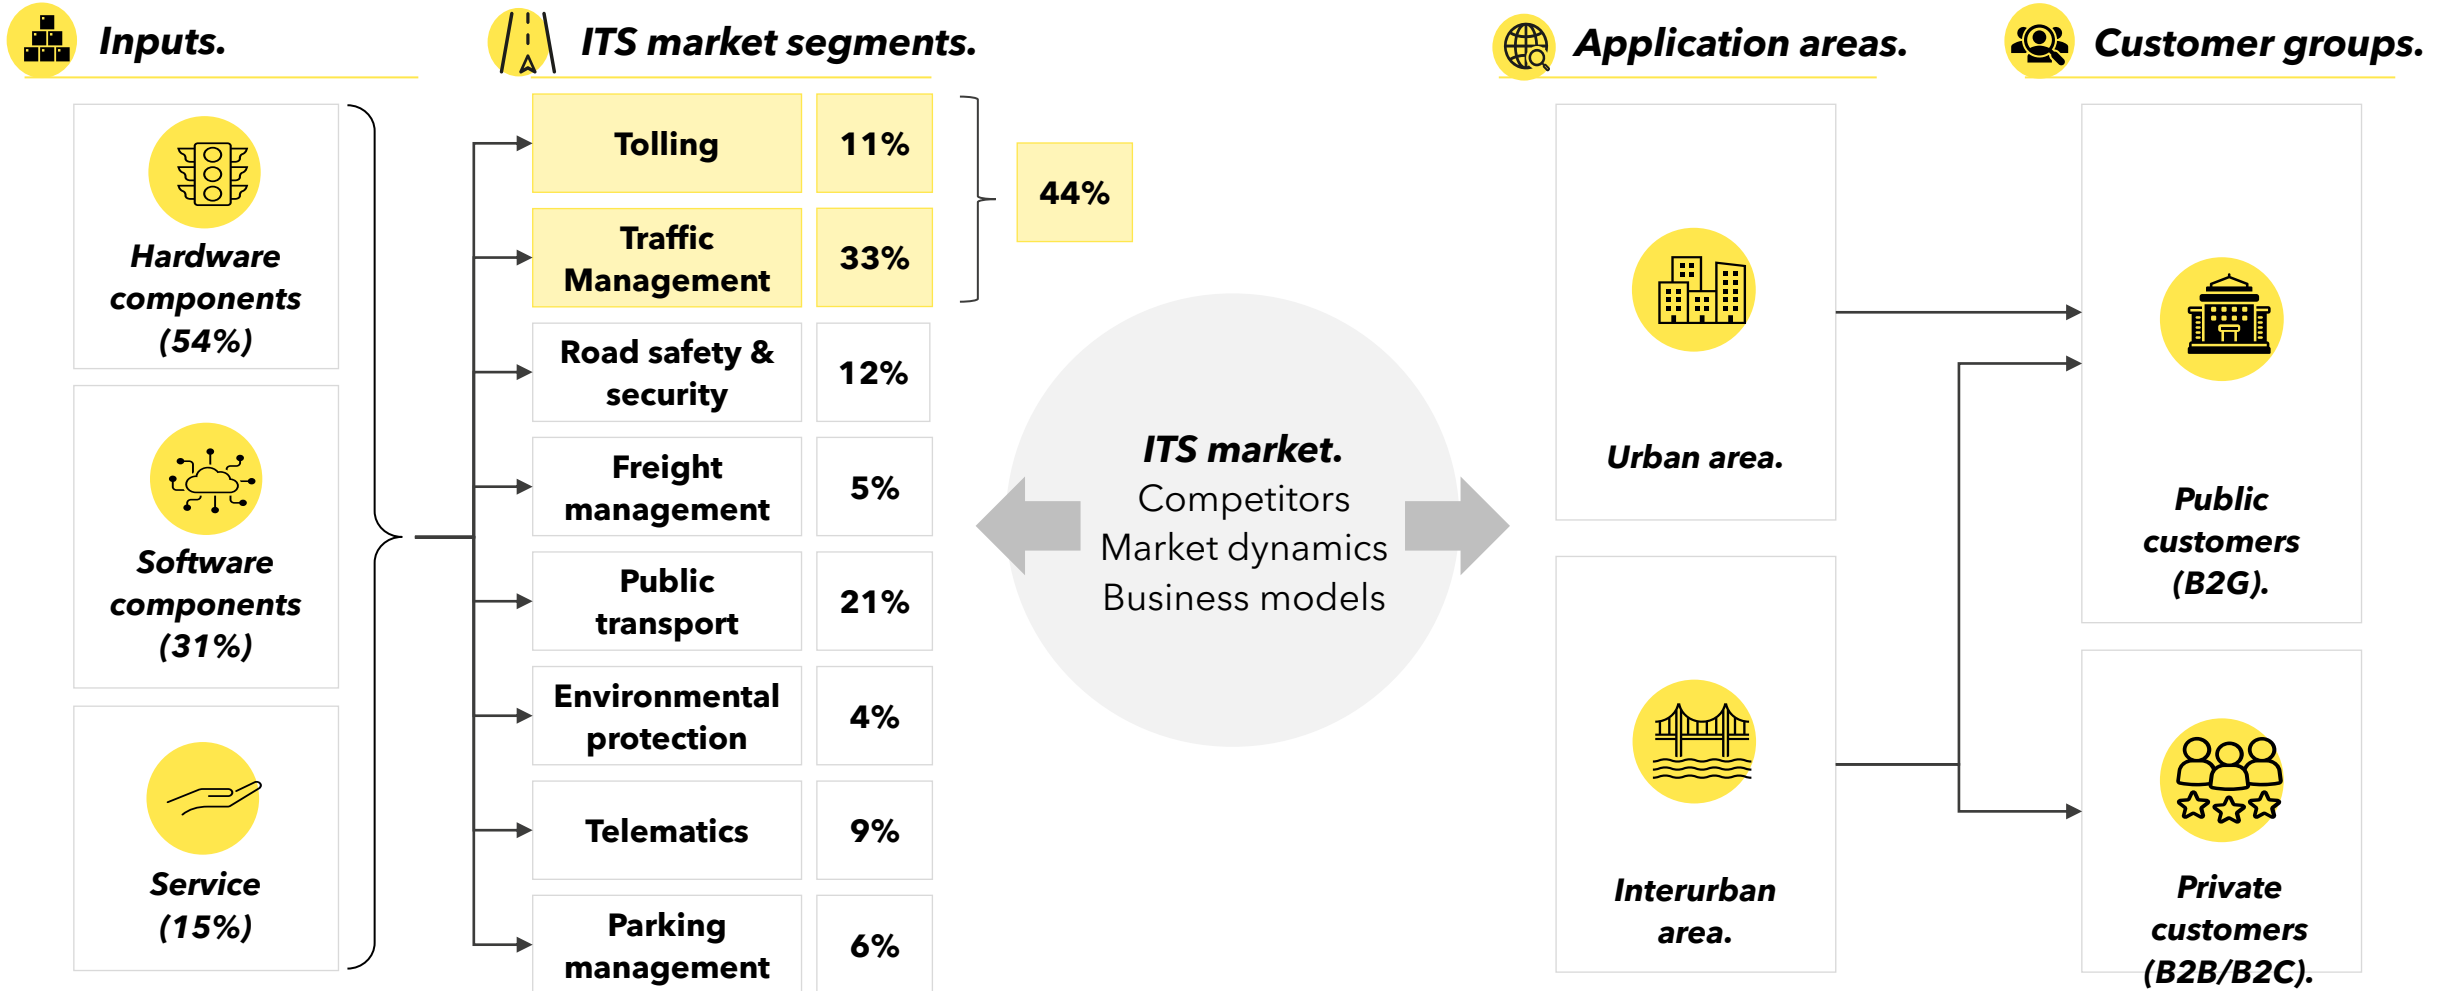 Inputs.
Hardware
components
(54%)
Software
components
(31%)
Service
(15%)
ITS market segments.
Tolling
11%
Traffic
Management
33%
44%
Road safety &
security
12%
Freight
management
5%
Public
transport
21%
Environmental
protection
4%
Telematics
9%
Parking
management
6%
ITS market.
Competitors
Market dynamics
Business models
Application areas.
Urban area.
Interurban
area.
Customer groups.
Public
customers
(B2G).
Private
customers
(B2B/B2C).